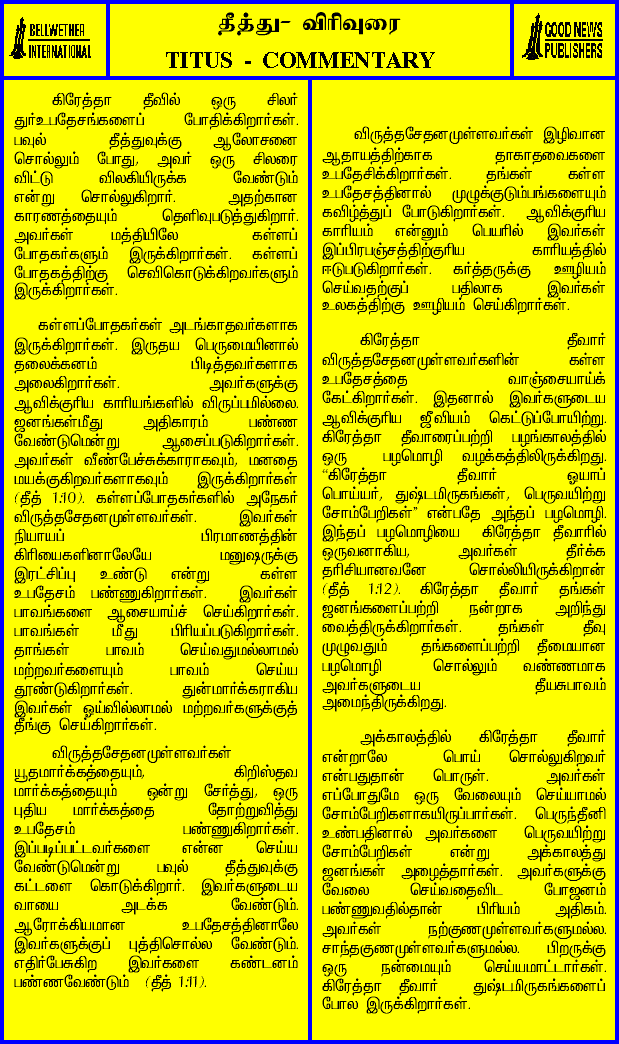 BELLWETHER
INTERNATIONAL
தீத்து- விரிவுரை
TITUS - COMMENTARY
GOOD NEWS
PUBLISHERS
கிரேத்தா தீவில் ஒரு சிலர்
துர்உபதேசங்களைப் போதிக்கிறார்கள்.
பவுல் தீத்துவுக்கு ஆலோசனை
சொல்லும் போது, அவர் ஒரு சிலரை
விட்டு விலகியிருக்க வேண்டும்
என்று சொல்லுகிறார். அதற்கான
காரணத்தையும் தெளிவுபடுத்துகிறார்.
அவர்கள் மத்தியிலே கள்ளப்
போதகர்களும் இருக்கிறார்கள். கள்ளப்
போதகத்திற்கு செவிகொடுக்கிறவர்களும்
இருக்கிறார்கள்.
கள்ளப்போதகர்கள் அடங்காதவர்களாக
இருக்கிறார்கள். இருதய பெருமையினால்
தலைக்கனம் பிடித்தவர்களாக
அலைகிறார்கள். அவர்களுக்கு
ஆவிக்குரிய காரியங்களில் விருப்பமில்லை.
ஜனங்கள்மீது அதிகாரம் பண்ண
வேண்டுமென்று ஆசைப்படுகிறார்கள்.
அவர்கள் வீண்பேச்சுக்காரராகவும், மனதை
மயக்குகிறவர்களாகவும் இருக்கிறார்கள்
(தீத் 1:10). கள்ளப்போதகர்களில் அநேகர்
விருத்தசேதனமுள்ளவர்கள். இவர்கள்
நியாயப் பிரமாணத்தின்
கிரியைகளினாலேயே மனுஷருக்கு
இரட்சிப்பு உண்டு என்று கள்ள
உபதேசம் பண்ணுகிறார்கள். இவர்கள்
பாவங்களை ஆசையாய்ச் செய்கிறார்கள்.
பாவங்கள் மீது பிரியப்படுகிறார்கள்.
தாங்கள் பாவம் செய்வதுமல்லாமல்
மற்றவர்களையும் பாவம் செய்ய
தூண்டுகிறார்கள். துன்மார்க்கராகிய
இவர்கள் ஓய்வில்லாமல் மற்றவர்களுக்குத்
தீங்கு செய்கிறார்கள்.
விருத்தசேதனமுள்ளவர்கள்
யூதமார்க்கத்தையும், கிறிஸ்தவ
மார்க்கத்தையும் ஒன்று சேர்த்து, ஒரு
புதிய மார்க்கத்தை தோற்றுவித்து
உபதேசம் பண்ணுகிறார்கள்.
இப்படிப்பட்டவர்களை என்ன செய்ய
வேண்டுமென்று பவுல் தீத்துவுக்கு
கட்டளை கொடுக்கிறார். இவர்களுடைய
வாயை அடக்க வேண்டும்.
ஆரோக்கியமான உபதேசத்தினாலே
இவர்களுக்குப் புத்திசொல்ல வேண்டும்.
எதிர்பேசுகிற இவர்களை கண்டனம்
பண்ணவேண்டும் (தீத் 1:11).
விருத்தசேதனமுள்ளவர்கள் இழிவான
ஆதாயத்திற்காக தாகாதவைகளை
உபதேசிக்கிறார்கள். தங்கள் கள்ள
உபதேசத்தினால் முழுக்குடும்பங்களையும்
கவிழ்த்துப் போடுகிறார்கள். ஆவிக்குரிய
காரியம் என்னும் பெயரில் இவர்கள்
இப்பிரபஞ்சத்திற்குரிய காரியத்தில்
ஈடுபடுகிறார்கள். கர்த்தருக்கு ஊழியம்
செய்வதற்குப் பதிலாக இவர்கள்
உலகத்திற்கு ஊழியம் செய்கிறார்கள்.
கிரேத்தா தீவார்
விருத்தசேதனமுள்ளவர்களின் கள்ள
உபதேசத்தை வாஞ்சையாய்க்
கேட்கிறார்கள். இதனால் இவர்களுடைய
ஆவிக்குரிய ஜீவியம் கெட்டுப்போயிற்று.
கிரேத்தா தீவாரைப்பற்றி பழங்காலத்தில்
ஒரு பழமொழி வழக்கத்திலிருக்கிறது.
“கிரேத்தா தீவார் ஓயாப்
பொய்யர், துஷ்டமிருகங்கள், பெருவயிற்று
சோம்பேறிகள்” என்பதே அந்தப் பழமொழி.
இந்தப் பழமொழியை கிரேத்தா தீவாரில்
ஒருவனாகிய, அவர்கள் தீர்க்க
தரிசியானவனே சொல்லியிருக்கிறான்
(தீத் 1:12). கிரேத்தா தீவார் தங்கள்
ஜனங்களைப்பற்றி நன்றாக அறிந்து
வைத்திருக்கிறார்கள். தங்கள் தீவு
முழுவதும் தங்களைப்பற்றி தீமையான
பழமொழி சொல்லும் வண்ணமாக
அவர்களுடைய தீயசுபாவம்
அமைந்திருக்கிறது.
அக்காலத்தில் கிரேத்தா தீவார்
என்றாலே பொய் சொல்லுகிறவர்
என்பதுதான் பொருள். அவர்கள்
எப்போதுமே ஒரு வேலையும் செய்யாமல்
சோம்பேறிகளாகயிருப்பார்கள். பெருந்தீனி
உண்பதினால் அவர்களை பெருவயிற்று
சோம்பேறிகள் என்று அக்காலத்து
ஜனங்கள் அழைத்தார்கள். அவர்களுக்கு
வேலை செய்வதைவிட போஜனம்
பண்ணுவதில்தான் பிரியம் அதிகம்.
அவர்கள் நற்குணமுள்ளவர்களுமல்ல.
சாந்தகுணமுள்ளவர்களுமல்ல. பிறருக்கு
ஒரு நன்மையும் செய்யமாட்டார்கள்.
கிரேத்தா தீவார் துஷ்டமிருகங்களைப்
போல இருக்கிறார்கள்.